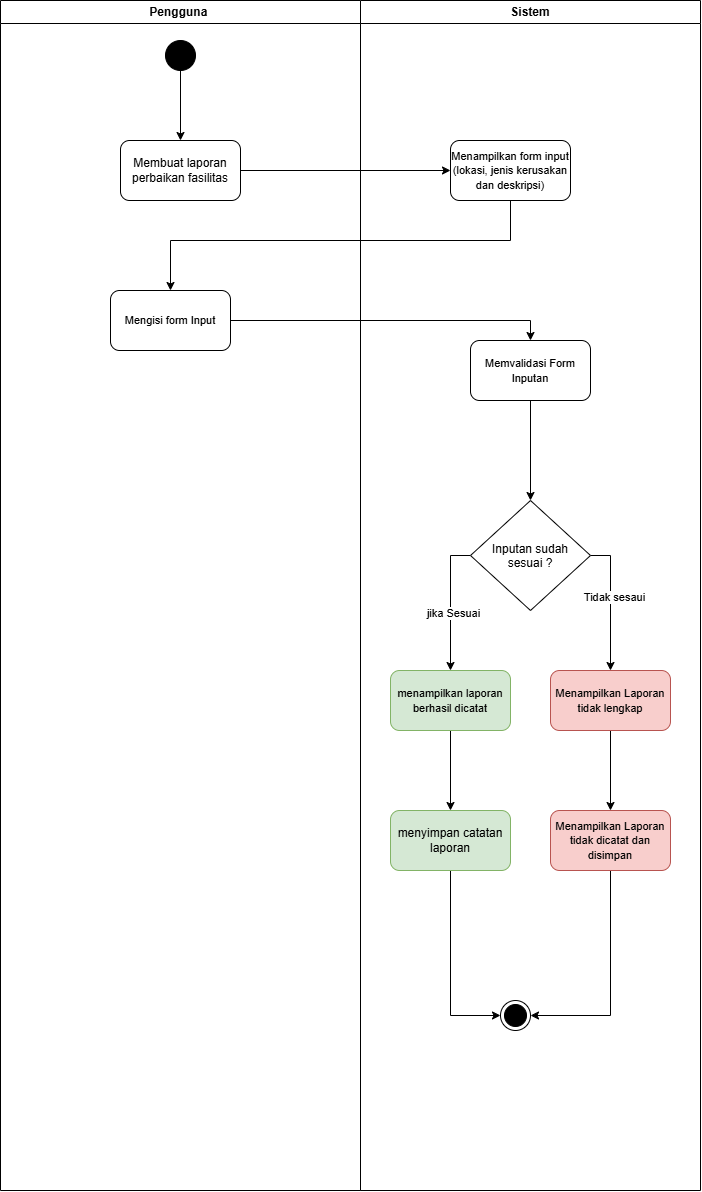 Pengguna
Sistem
Membuat laporan
perbaikan fasilitas
Menampilkan form input
(lokasi, jenis kerusakan
dan deskripsi)
Mengisi form Input
Memvalidasi Form
Inputan
Inputan sudah
sesuai ?
jika Sesuai
Tidak sesaui
menampilkan laporan
berhasil dicatat
Menampilkan Laporan
tidak lengkap
menyimpan catatan
laporan
Menampilkan Laporan
tidak dicatat dan
disimpan